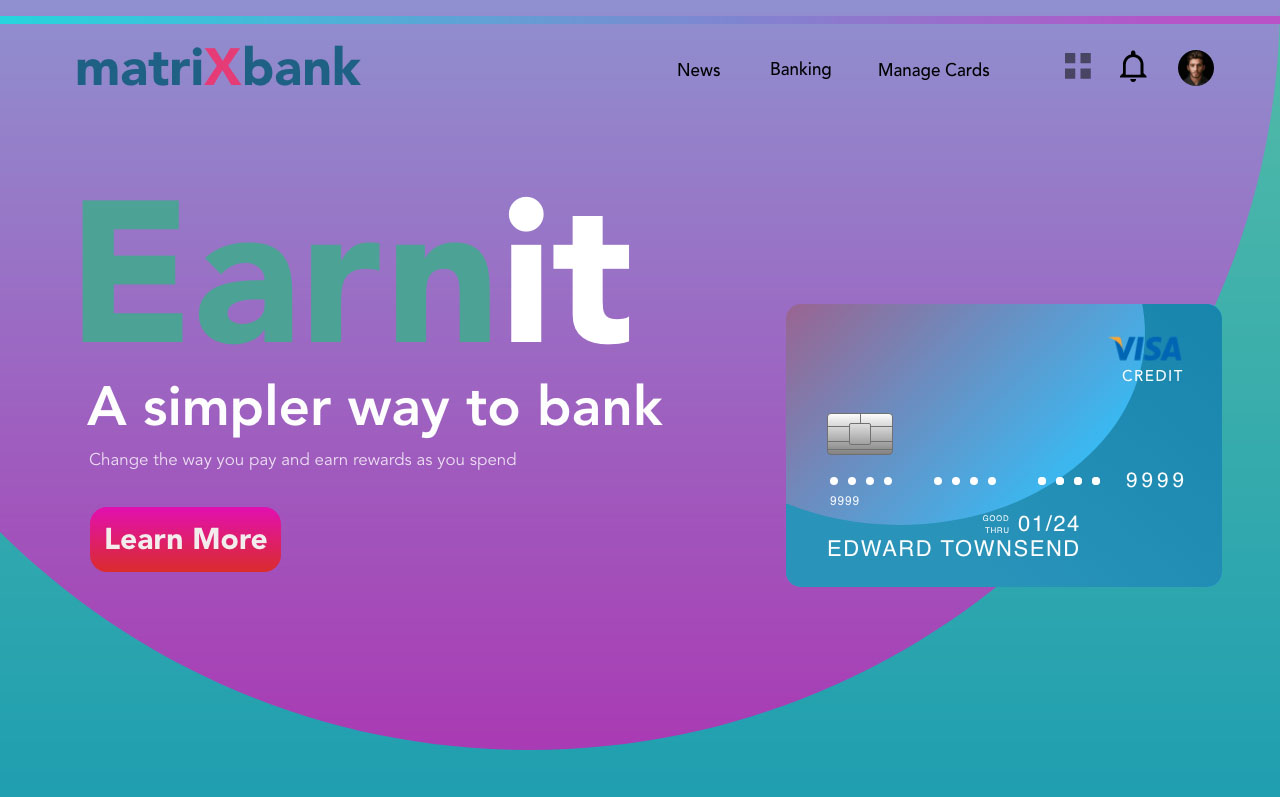 matriXbank
News Banking Manage Cards
Earnit
A simpler way to bank
Change the way you pay and earn rewards as you spend
Learn More
VISA
CREDIT
•••• •••• •••• 9999
9999
GOOD THRU 01/24
EDWARD TOWNSEND